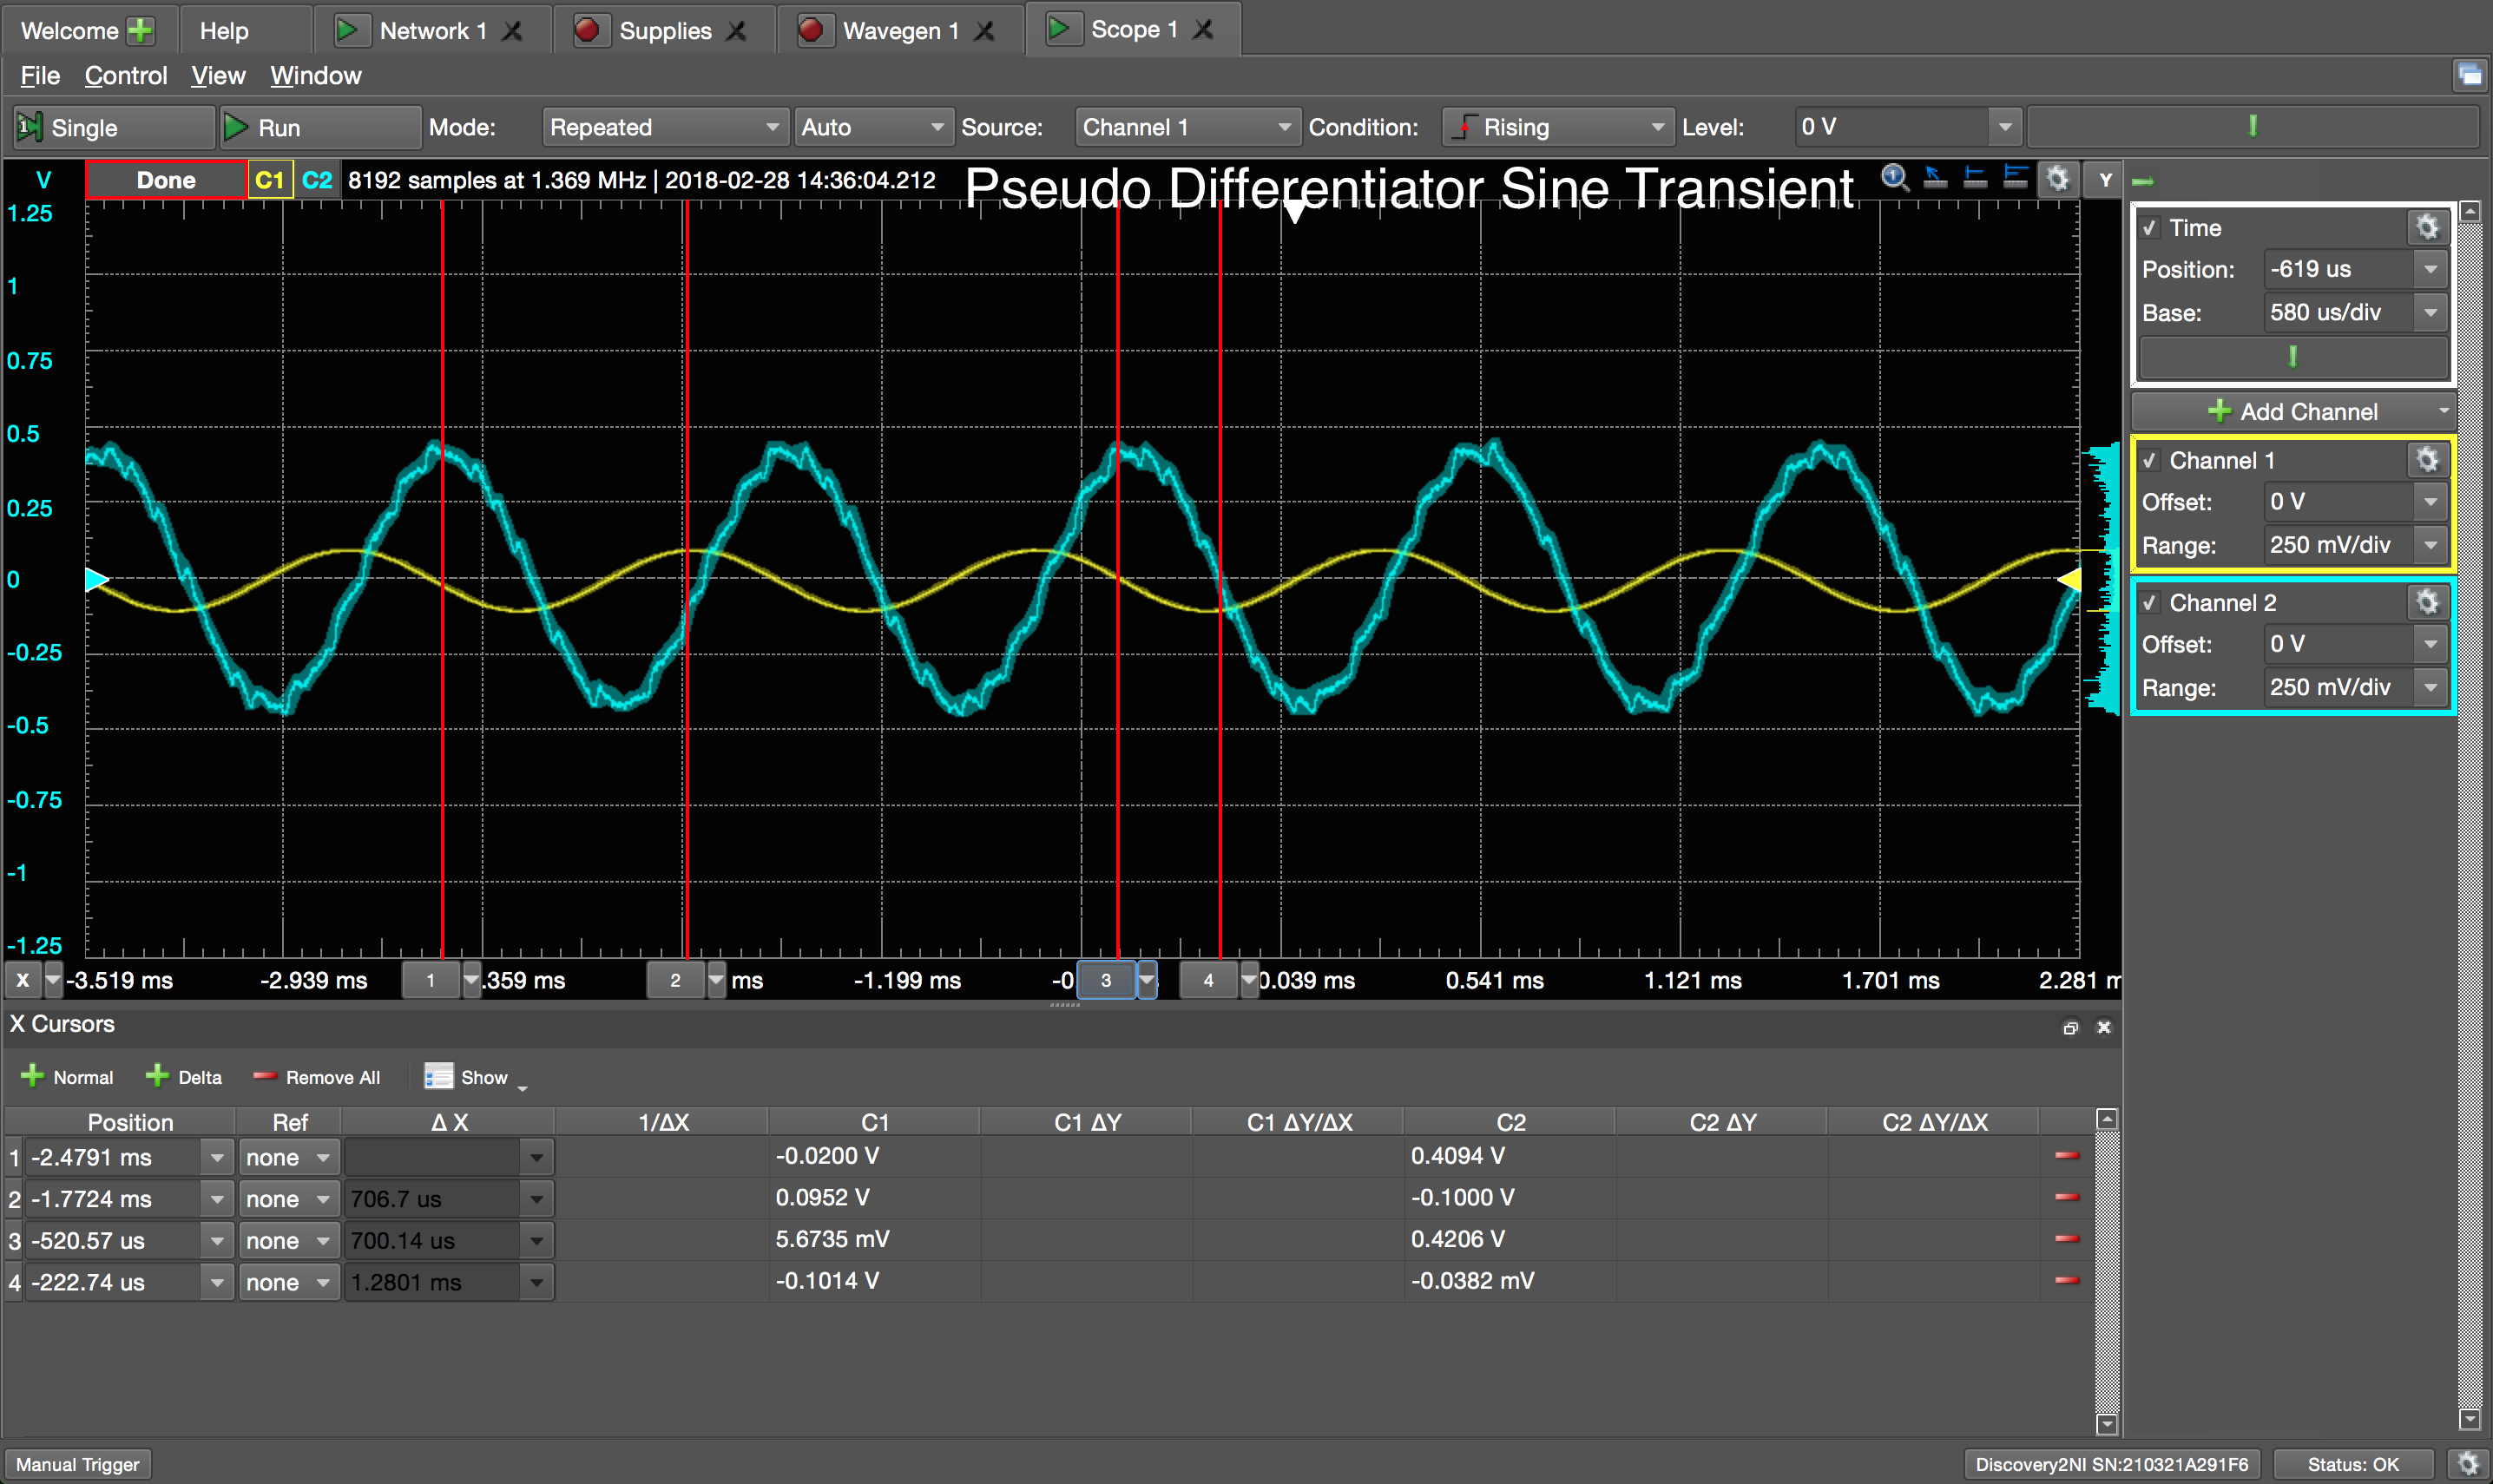 Welcome Help Network 1 Supplies Wavegen 1 Scope 1
File Control View Window
1 Single Run Mode: Repeated Auto Source: Channel 1 Condition: Rising Level: 0 V
V Done C1 C2 8192 samples at 1.369 MHz | 2018-02-28 14:36:04.212 Pseudo Differentiator Sine Transient 1 Y
1.25
1
0.75
0.5
0.25
0
-0.25
-0.5
-0.75
-1
-1.25
X -3.519 ms -2.939 ms 1 .359 ms 2 ms -1.199 ms -0 3 4 0.039 ms 0.541 ms 1.121 ms 1.701 ms 2.281 m
Time
Position: -619 us
Base: 580 us/div
Add Channel
Channel 1
Offset: 0 V
Range: 250 mV/div
Channel 2
Offset: 0 V
Range: 250 mV/div
X Cursors
Normal Delta Remove All Show
Position Ref Δ X 1/ΔX C1 C1 ΔY C1 ΔY/ΔX C2 C2 ΔY C2 ΔY/ΔX
1 -2.4791 ms none -0.0200 V 0.4094 V
2 -1.7724 ms none 706.7 us 0.0952 V -0.1000 V
3 -520.57 us none 700.14 us 5.6735 mV 0.4206 V
4 -222.74 us none 1.2801 ms -0.1014 V -0.0382 mV
Manual Trigger Discovery2NI SN:210321A291F6 Status: OK